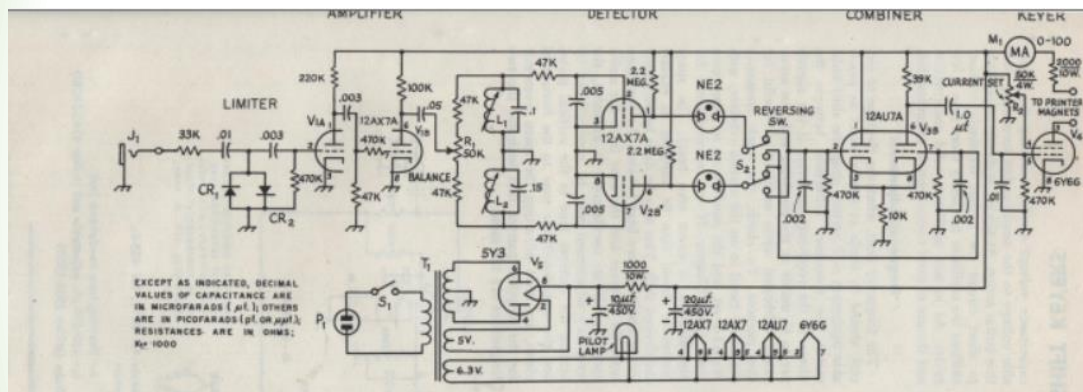 AMPLIFIER
DETECTOR
COMBINER
KEYER
M1
MA
0-100
220K
.003
100K
12AX7A
.05
47K
47K
.005
2.2
MEG.
NE2
39K
CURRENT SET
50K
4W.
2000
10W.
R2
TO PRINTER
MAGNETS
LIMITER
V1A
V1B
J1
33K
.01
.003
470K
470K
47K
CR1
CR2
R1
50K
BALANCE
47K
L1
.1
L2
.15
12AX7A
2.2 MEG
NE2
REVERSING
SW.
S2
12AU7A
V3B
1.0
µf
V4
6Y6G
.005
V2B
47K
.002
470K
10K
470K
.002
.01
470K
EXCEPT AS INDICATED, DECIMAL
VALUES OF CAPACITANCE ARE
IN MICROFARADS (µf.); OTHERS
ARE IN PICOFARADS (pf. OR µµf.);
RESISTANCES ARE IN OHMS;
K= 1000
P1
S1
T1
5Y3
V5
5V.
6.3V.
1000
10W.
10µf.
450V.
20µf.
450V.
PILOT
LAMP
12AX7
12AX7
12AU7
6Y6G